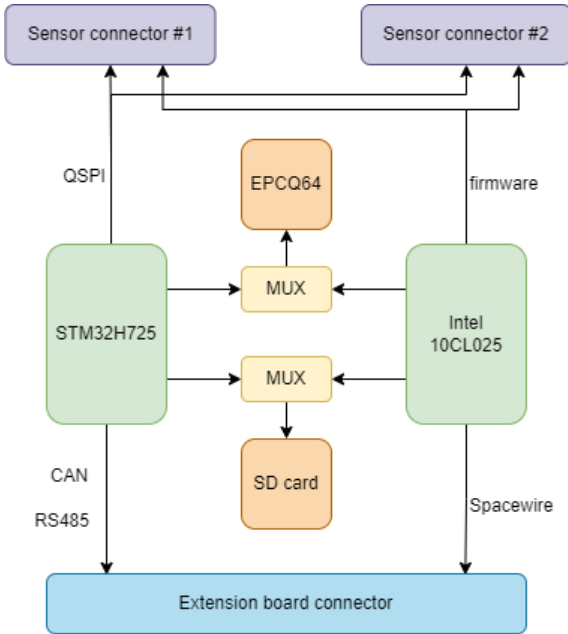 Sensor connector #1
Sensor connector #2
QSPI
EPCQ64
firmware
STM32H725
MUX
Intel
10CL025
MUX
CAN
RS485
SD card
Spacewire
Extension board connector